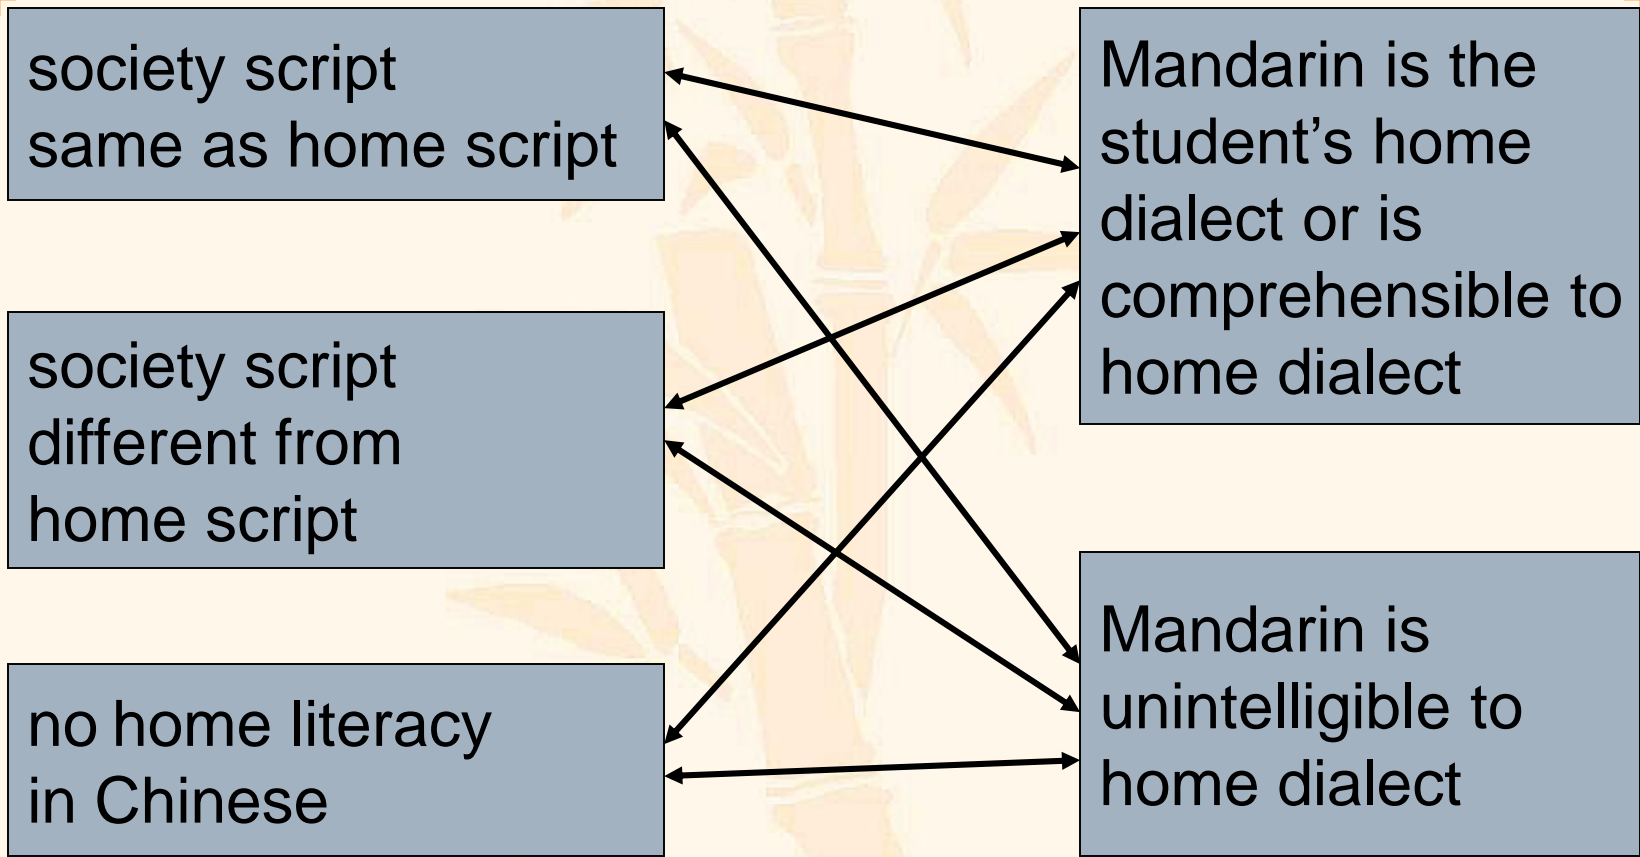 society script
same as home script
society script
different from
home script
no home literacy
in Chinese
Mandarin is the
student’s home
dialect or is
comprehensible to
home dialect
Mandarin is
unintelligible to
home dialect